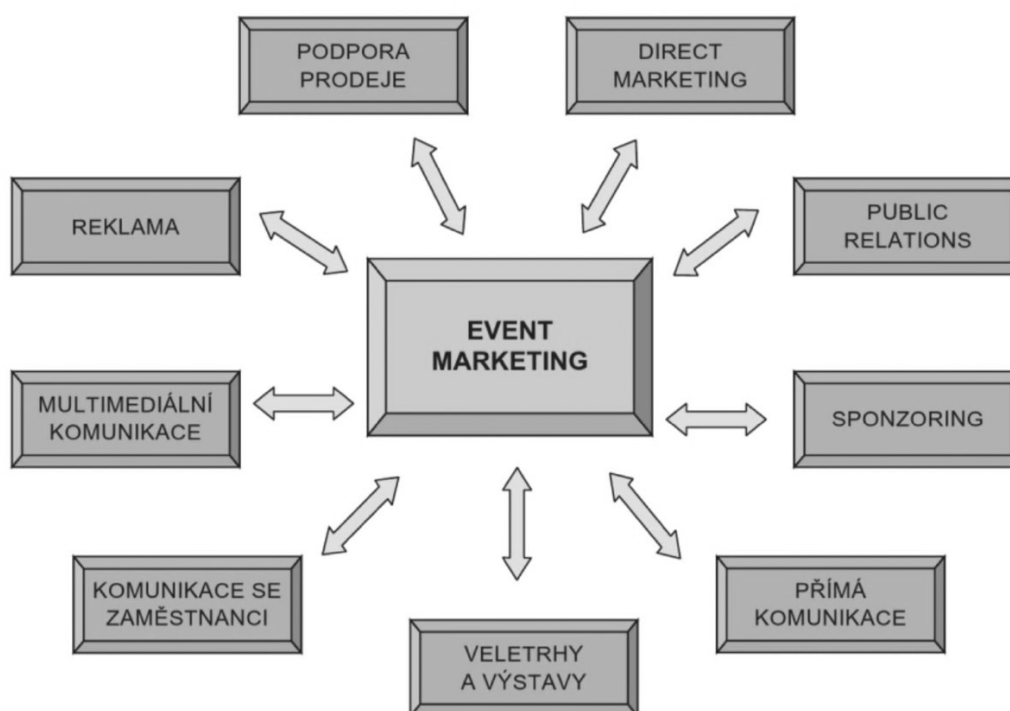 PODPORA
PRODEJE
DIRECT
MARKETING
REKLAMA
PUBLIC
RELATIONS
EVENT
MARKETING
MULTIMEDIÁLNÍ
KOMUNIKACE
SPONZORING
KOMUNIKACE SE
ZAMĚSTNANCI
PŘÍMÁ
KOMUNIKACE
VELETRHY
A VÝSTAVY